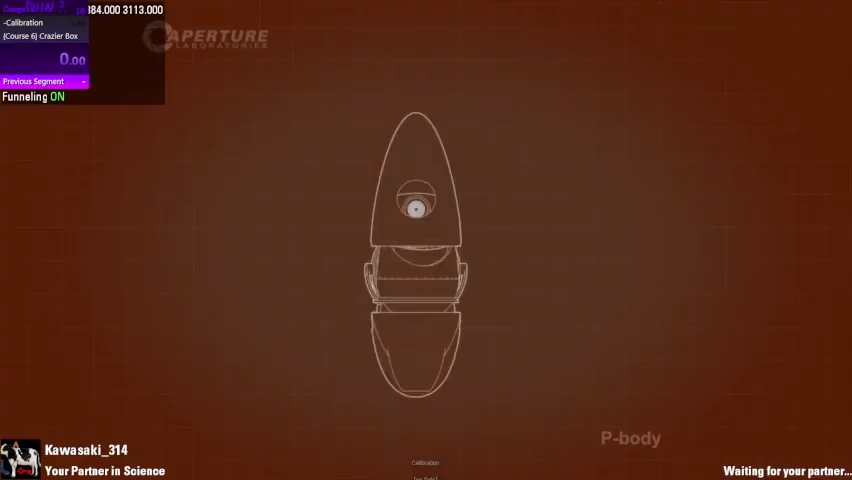 384.000 3113.000
-Calibration
{Course 6} Crazier Box
0.00
Previous Segment -
Funneling ON
APERTURE
LABORATORIES
P-body
Kawasaki_314
Your Partner in Science
Calibration
Waiting for your partner...